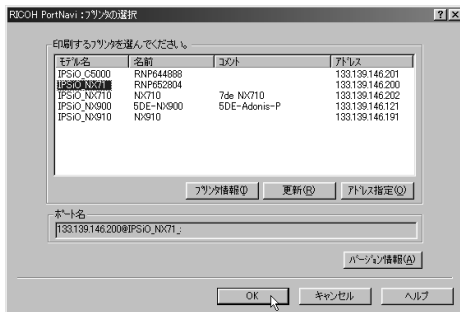 RICOH PortNavi :プリンタの選択
印刷するプリンタを選んでください。
モデル名 名前 コメント アドレス
IPSiO_C5000 RNP644888 133.139.146.201
IPSiO_NX71 RNP652804 133.139.146.200
IPSiO_NX710 NX710 7de NX710 133.139.146.202
IPSiO_NX900 5DE-NX900 5DE-Adonis-P 133.139.146.121
IPSiO_NX910 NX910 133.139.146.191
プリンタ情報(I) 更新(R) アドレス指定(O)
ポート名
133.139.146.200@IPSiO_NX71_:
バージョン情報(A)
OK キャンセル ヘルプ